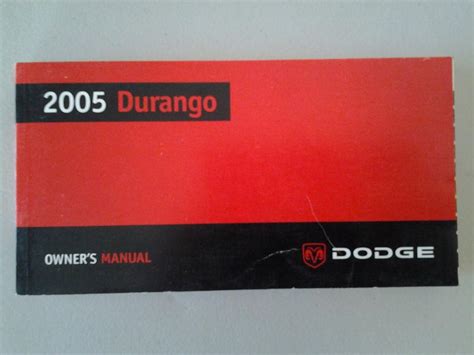 2005 Durango
OWNER'S MANUAL
DODGE